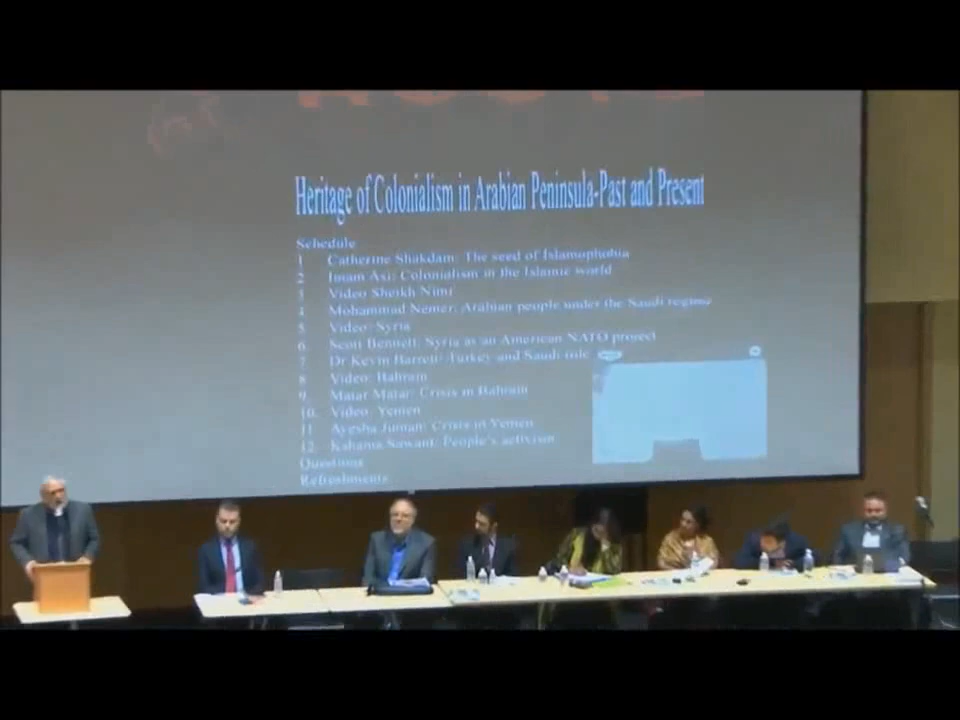 Heritage of Colonialism in Arabian Peninsula-Past and Present
Schedule
1 Catherine Shakdam: The seed of Islamophobia
2 Imam Asi: Colonialism in the Islamic world
3 Video Sheikh Nimr
4 Mohammad Nemer: Arabian people under the Saudi regime
5 Video: Syria
6 Scott Bennett: Syria as an American NATO project
7 Dr Kevin Barrett: Turkey and Saudi role
8 Video: Bahrain
9 Matar Matar: Crisis in Bahrain
10. Video: Yemen
11 Ayesha Juman: Crisis in Yemen
12. Kshama Sawant: People's activism
Questions
Refreshments